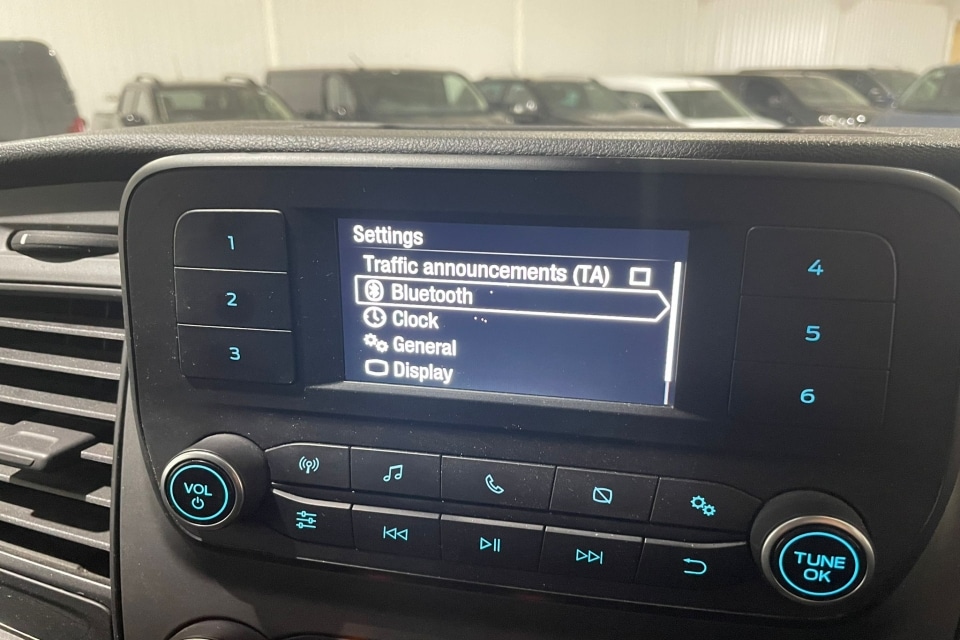 Settings
Traffic announcements (TA)
Bluetooth
Clock
General
Display
1
2
3
4
5
6
VOL
TUNE
OK